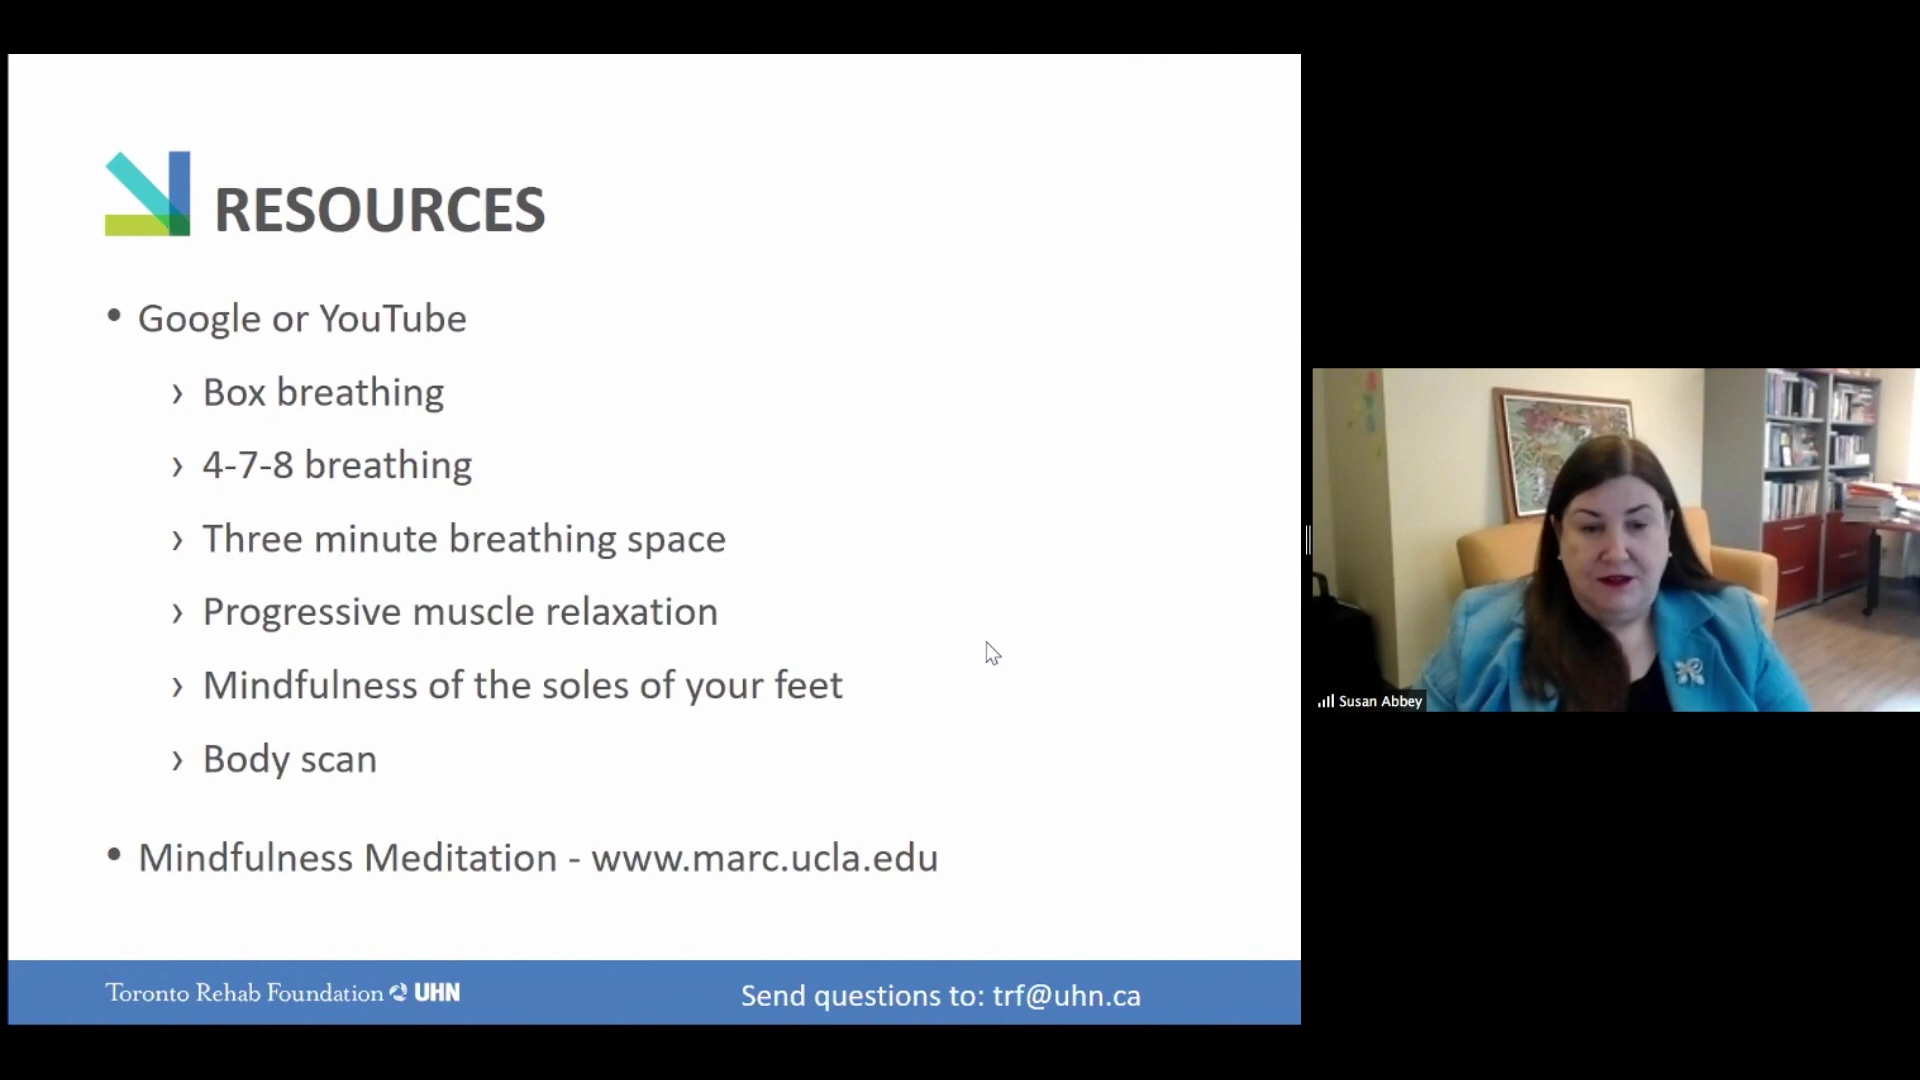 RESOURCES
• Google or YouTube
› Box breathing
› 4-7-8 breathing
› Three minute breathing space
› Progressive muscle relaxation
› Mindfulness of the soles of your feet
› Body scan
• Mindfulness Meditation - www.marc.ucla.edu
Toronto Rehab Foundation UHN
Send questions to: trf@uhn.ca
Susan Abbey